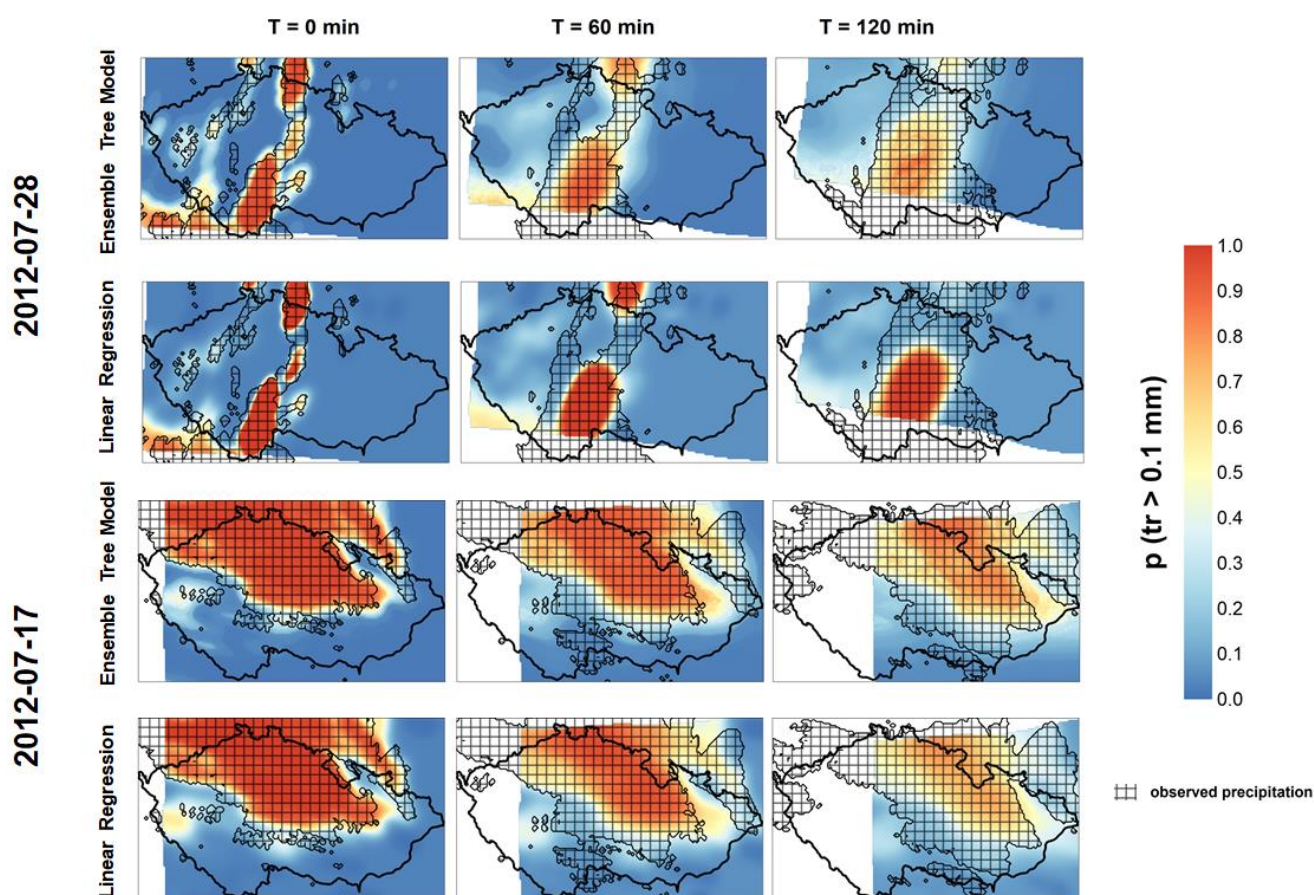 T = 0 min
T = 60 min
T = 120 min
2012-07-28
Ensemble Tree Model
Linear Regression
2012-07-17
Ensemble Tree Model
Linear Regression
p (tr > 0.1 mm)
1.0
0.9
0.8
0.7
0.6
0.5
0.4
0.3
0.2
0.1
0.0
observed precipitation